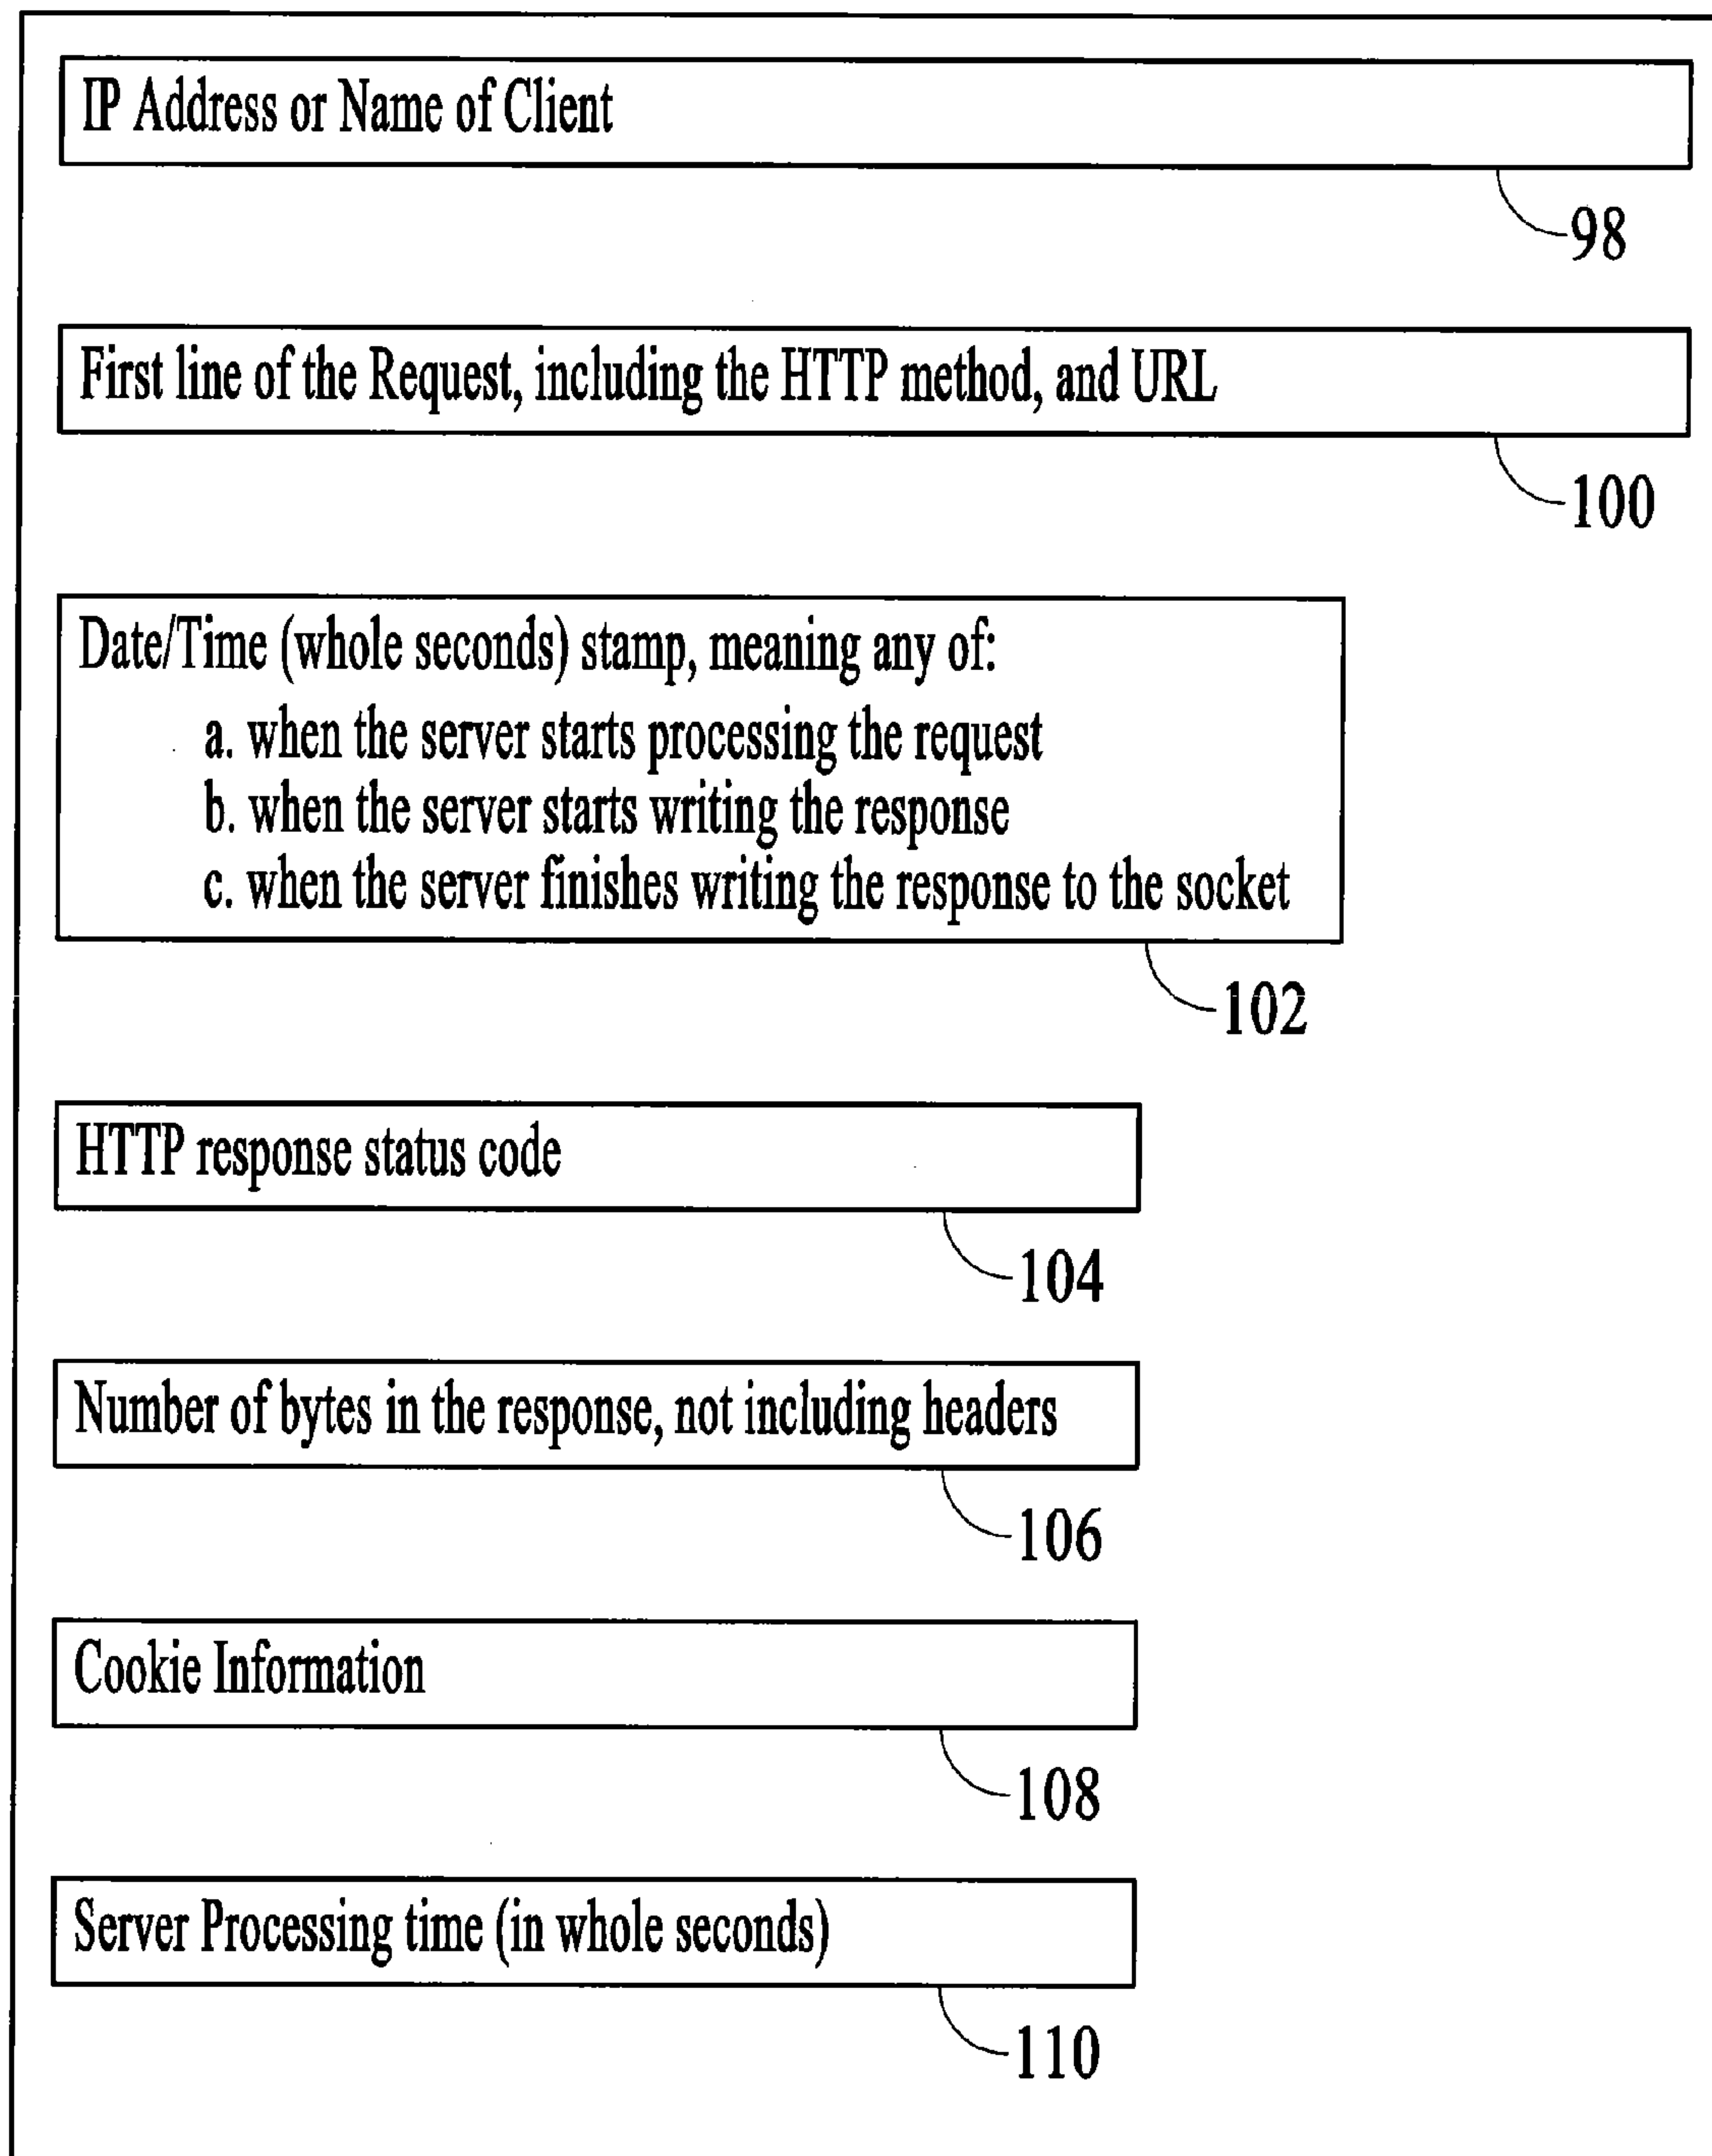 IP Address or Name of Client
98
First line of the Request, including the HTTP method, and URL
100
Date/Time (whole seconds) stamp, meaning any of:
a. when the server starts processing the request
b. when the server starts writing the response
c. when the server finishes writing the response to the socket
102
HTTP response status code
104
Number of bytes in the response, not including headers
106
Cookie Information
108
Server Processing time (in whole seconds)
110